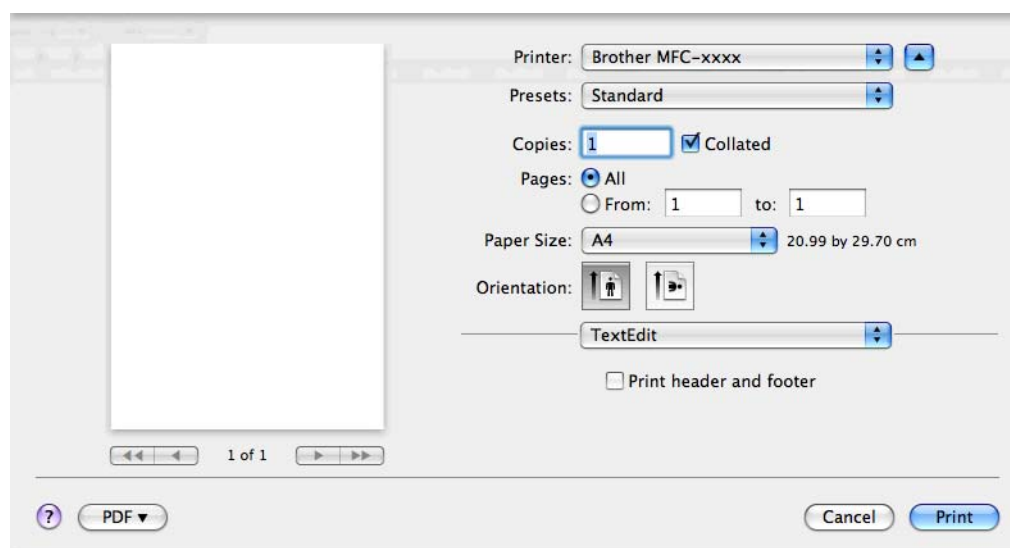 Printer: Brother MFC-xxxx
Presets: Standard
Copies: 1 Collated
Pages: All
From: 1 to: 1
Paper Size: A4 20.99 by 29.70 cm
Orientation:
TextEdit
Print header and footer
1 of 1
? PDF ▼ Cancel Print